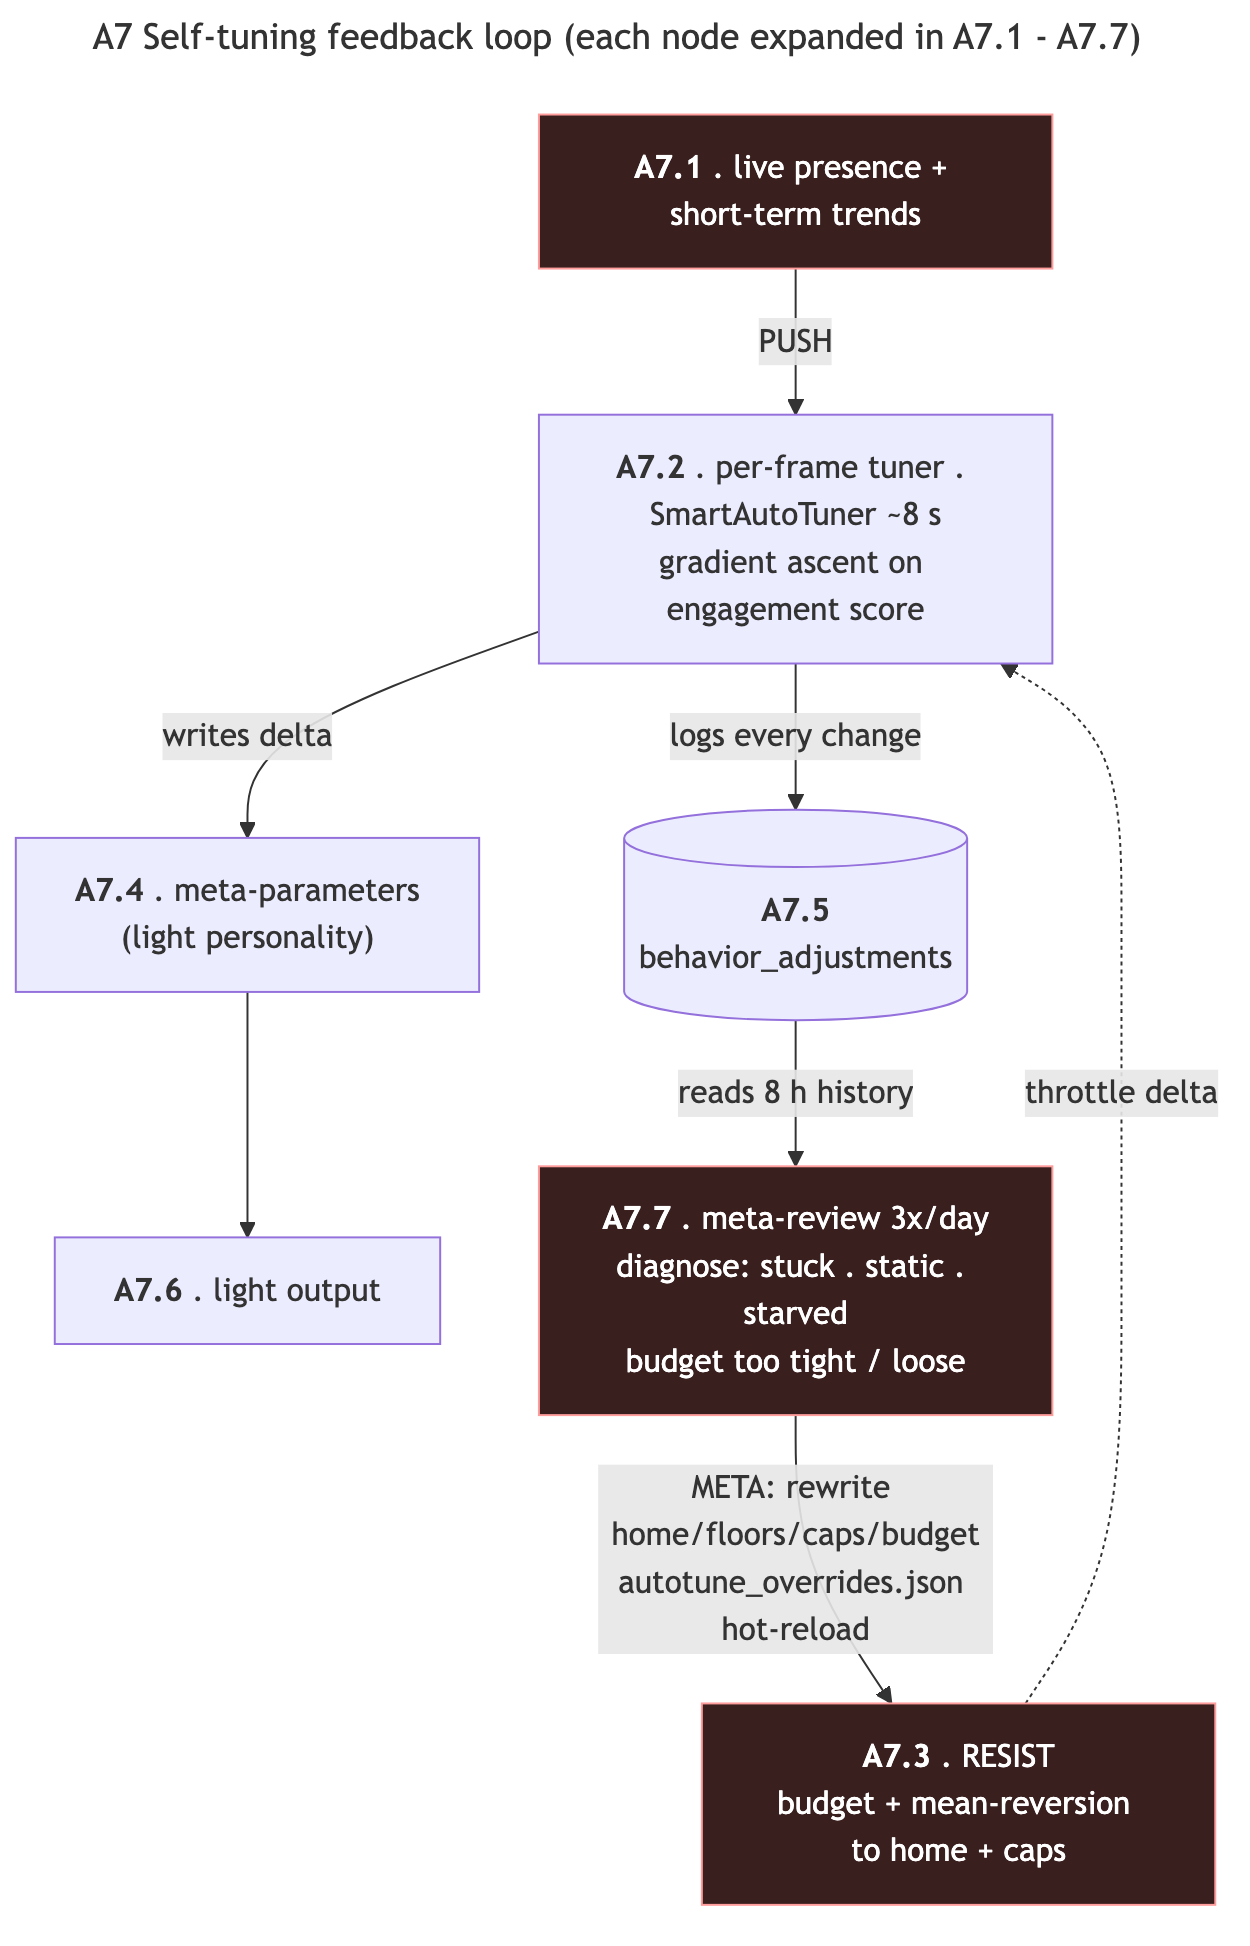 A7 Self-tuning feedback loop (each node expanded in A7.1 - A7.7)
A7.1 . live presence +
short-term trends
PUSH
A7.2 . per-frame tuner .
SmartAutoTuner ~8 s
gradient ascent on
engagement score
writes delta
logs every change
A7.4 . meta-parameters
(light personality)
A7.5
behavior_adjustments
reads 8 h history
throttle delta
A7.6 . light output
A7.7 . meta-review 3x/day
diagnose: stuck . static .
starved
budget too tight / loose
META: rewrite
home/floors/caps/budget
autotune_overrides.json
hot-reload
A7.3 . RESIST
budget + mean-reversion
to home + caps